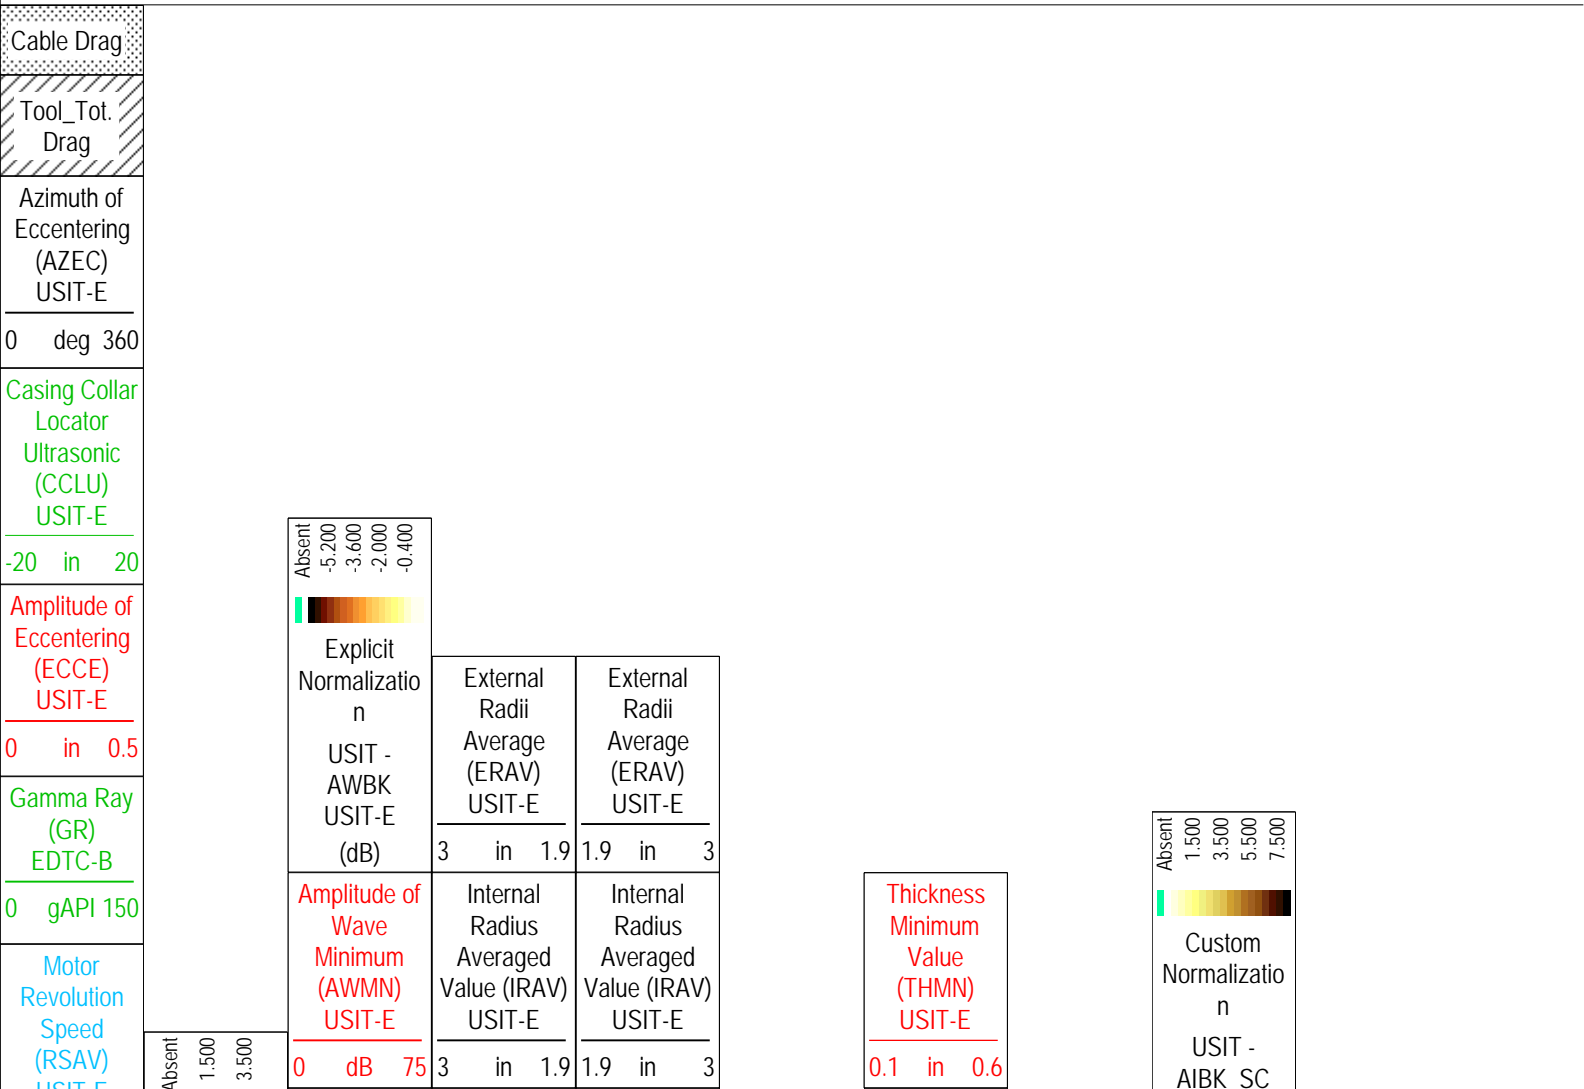 Cable Drag
Tool_Tot.
Drag
Azimuth of
Eccentering
(AZEC)
USIT-E
0 deg 360
Casing Collar
Locator
Ultrasonic
(CCLU)
USIT-E
-20 in 20
Amplitude of
Eccentering
(ECCE)
USIT-E
0 in 0.5
Gamma Ray
(GR)
EDTC-B
0 gAPI 150
Motor
Revolution
Speed
(RSAV)
USIT-E
Absent
1.500
3.500
Absent
-5.200
-3.600
-2.000
-0.400
Explicit
Normalizatio
n
USIT -
AWBK
USIT-E
(dB)
Amplitude of
Wave
Minimum
(AWMN)
USIT-E
0 dB 75
External
Radii
Average
(ERAV)
USIT-E
3 in 1.9
Internal
Radius
Averaged
Value (IRAV)
USIT-E
3 in 1.9
External
Radii
Average
(ERAV)
USIT-E
1.9 in 3
Internal
Radius
Averaged
Value (IRAV)
USIT-E
1.9 in 3
Thickness
Minimum
Value
(THMN)
USIT-E
0.1 in 0.6
Absent
1.500
3.500
5.500
7.500
Custom
Normalizatio
n
USIT -
AIBK_SC